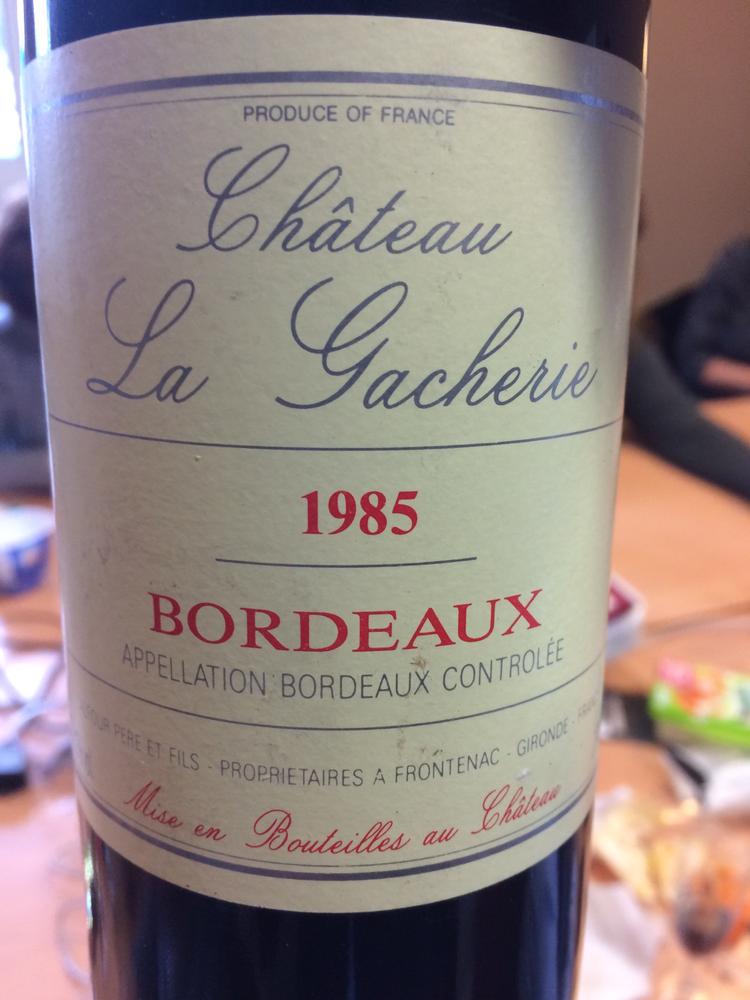 PRODUCE OF FRANCE
Château
La Gacherie
1985
BORDEAUX
APPELLATION BORDEAUX CONTROLÉE
PERE ET FILS - PROPRIETAIRES A FRONTENAC - GIRONDE -
Mise en Bouteilles au Château